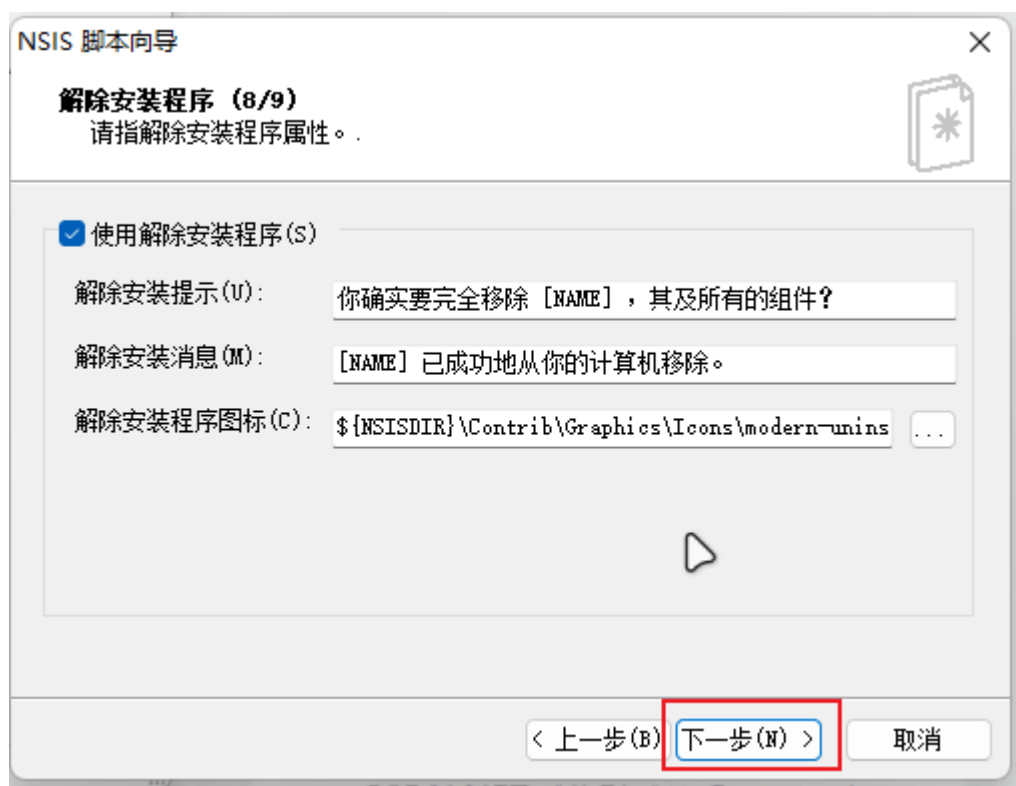 NSIS 脚本向导
解除安装程序 (8/9)
请指解除安装程序属性。.
使用解除安装程序(S)
解除安装提示(U):
你确实要完全移除 [NAME] ，其及所有的组件?
解除安装消息(M):
[NAME] 已成功地从你的计算机移除。
解除安装程序图标(C):
${NSISDIR}\Contrib\Graphics\Icons\modern-unins
...
< 上一步(B)
下一步(N) >
取消